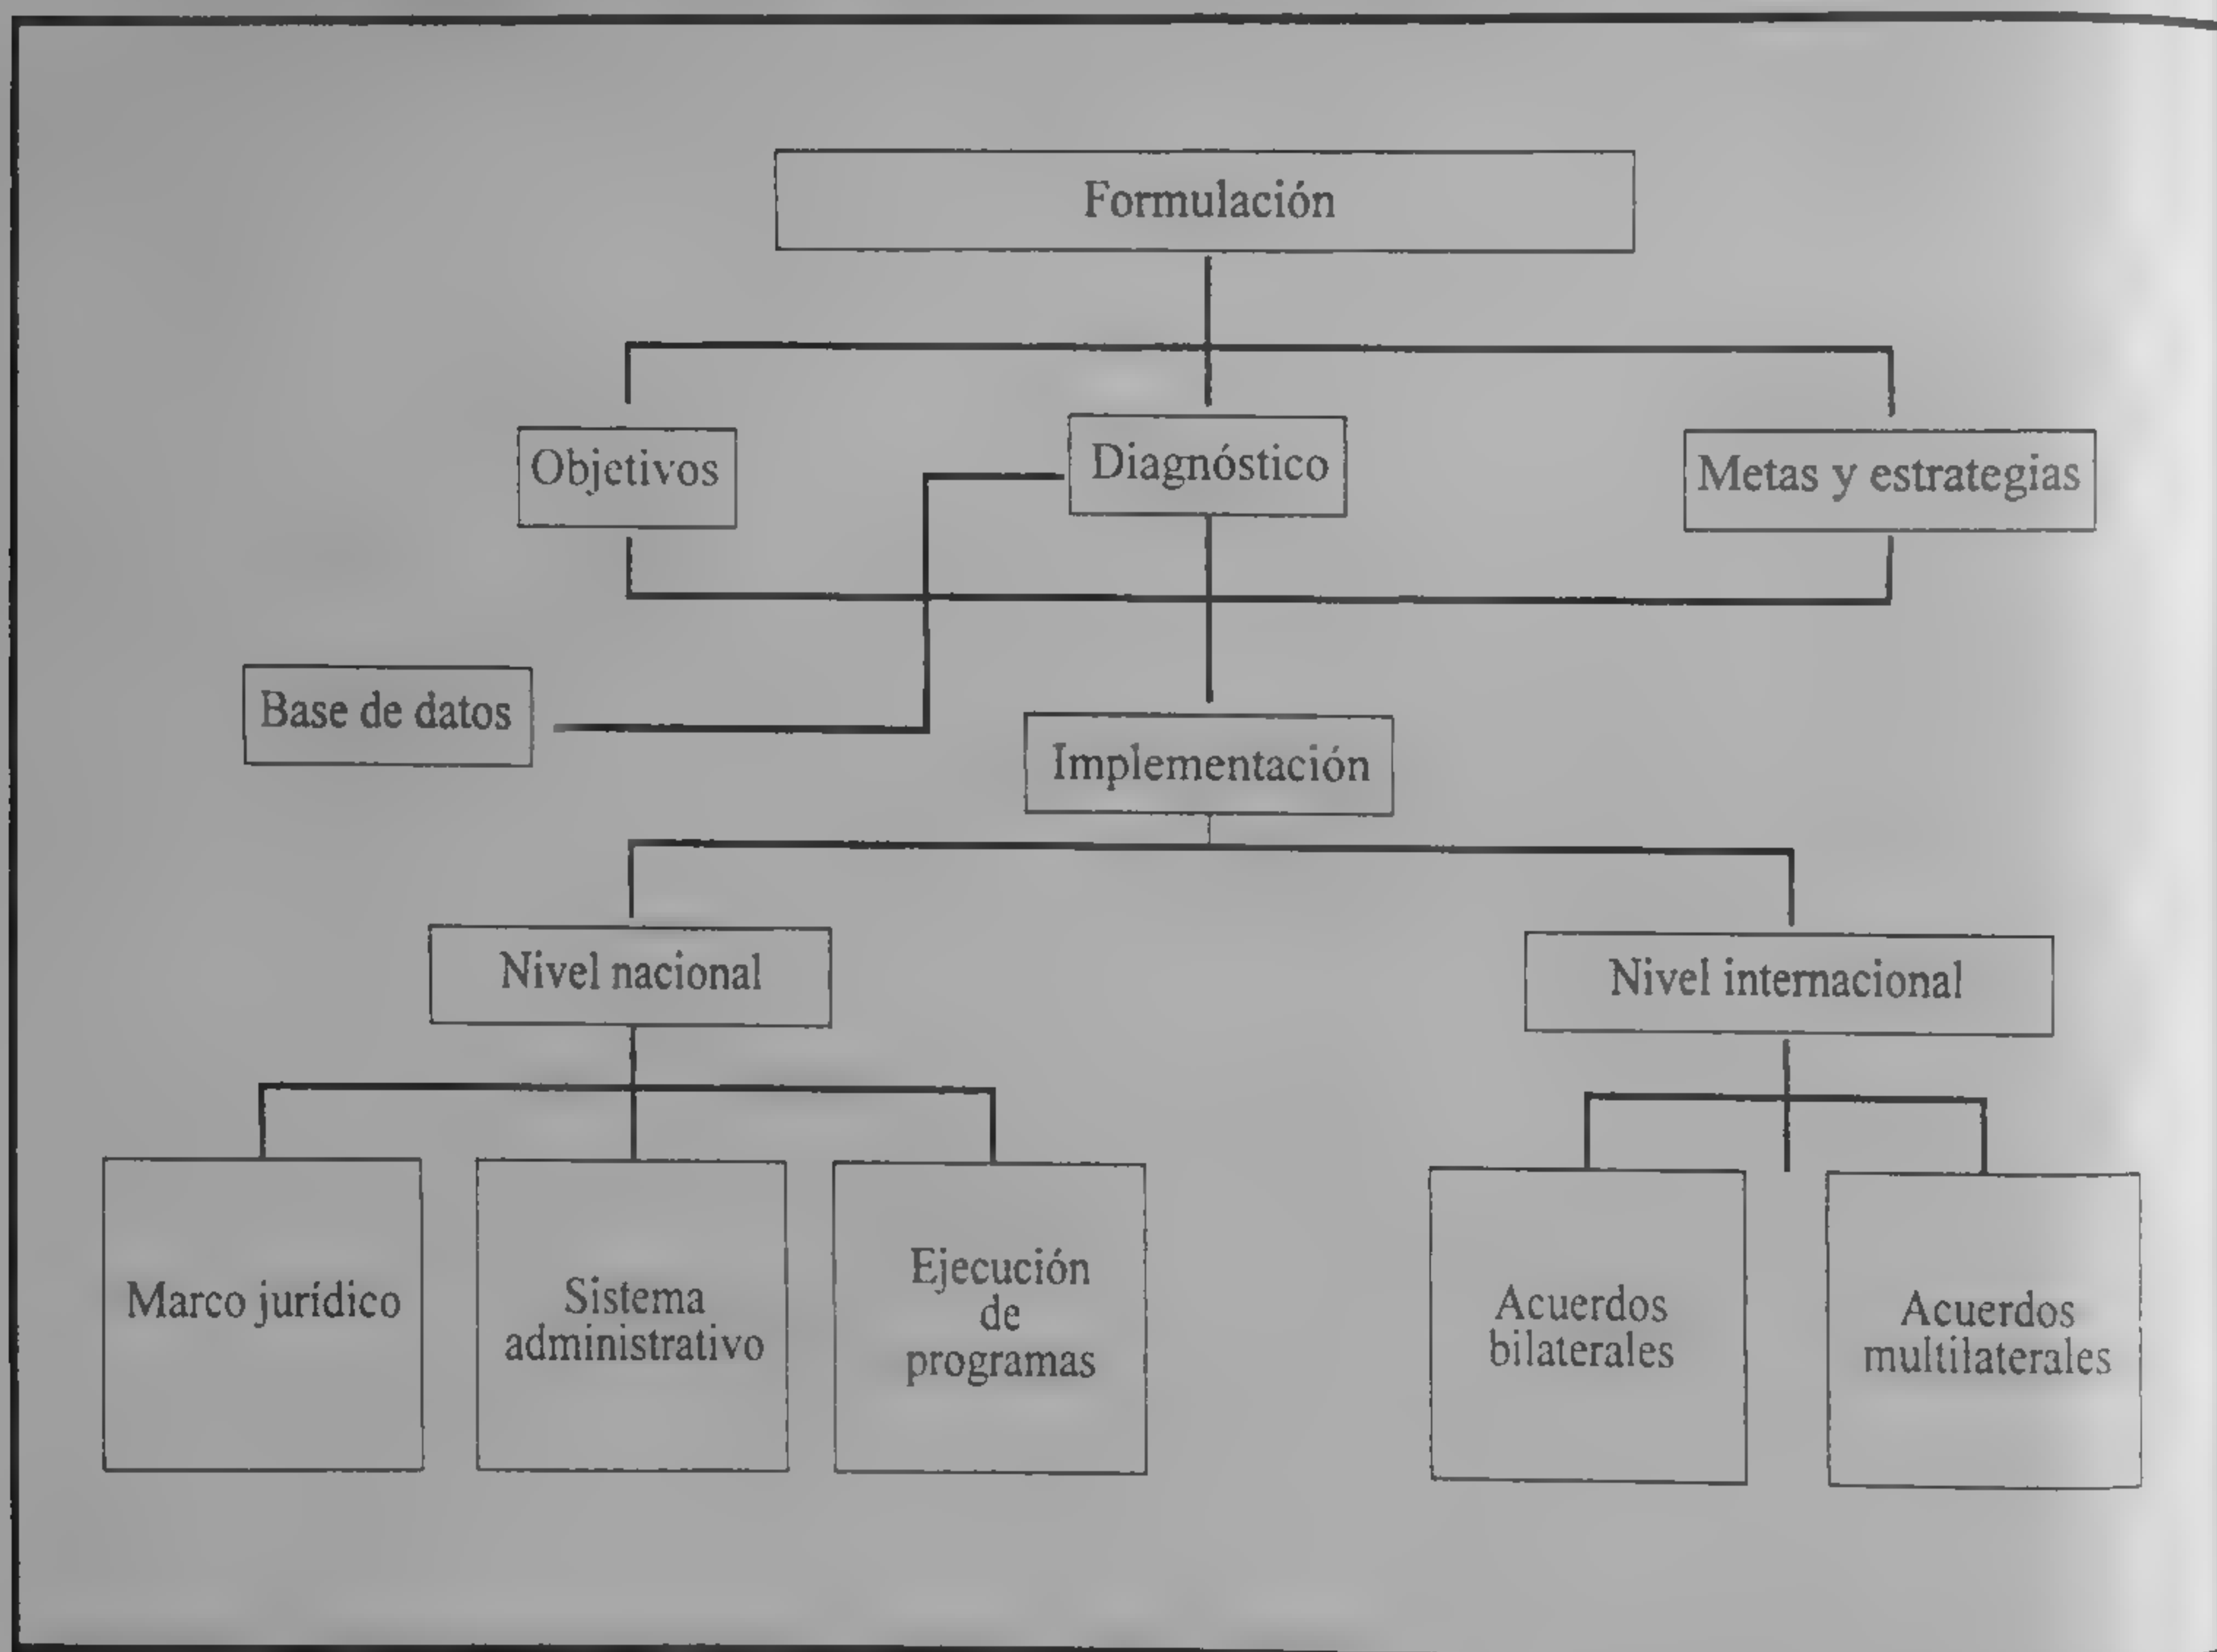 Formulación
Objetivos
Diagnóstico
Metas y estrategias
Base de datos
Implementación
Nivel nacional
Nivel internacional
Marco jurídico
Sistema
administrativo
Ejecución
de
programas
Acuerdos
bilaterales
Acuerdos
multilaterales